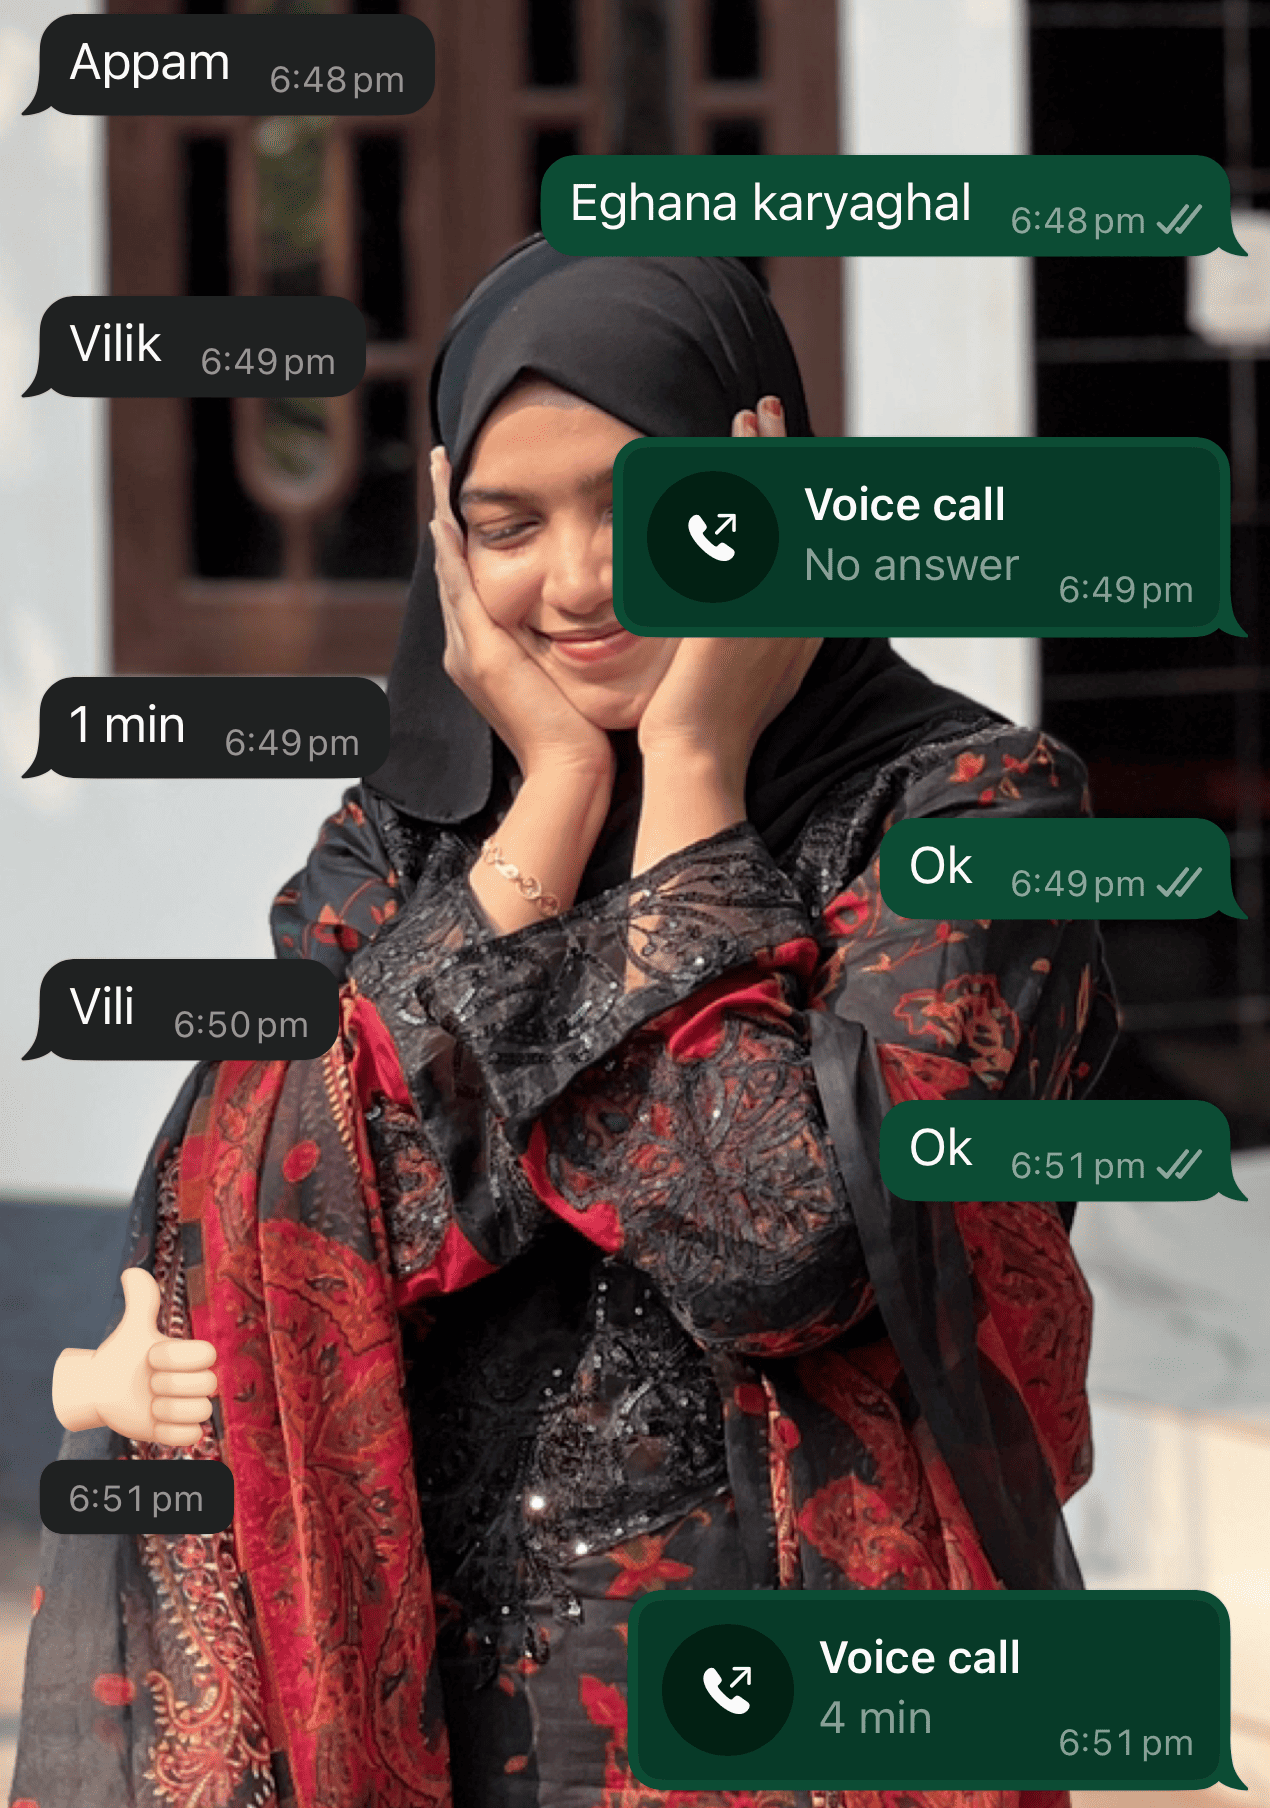 Appam 6:48 pm
Eghana karyaghal 6:48 pm
Vilik 6:49 pm
Voice call
No answer 6:49 pm
1 min 6:49 pm
Ok 6:49 pm
Vili 6:50 pm
Ok 6:51 pm
6:51 pm
Voice call
4 min 6:51 pm